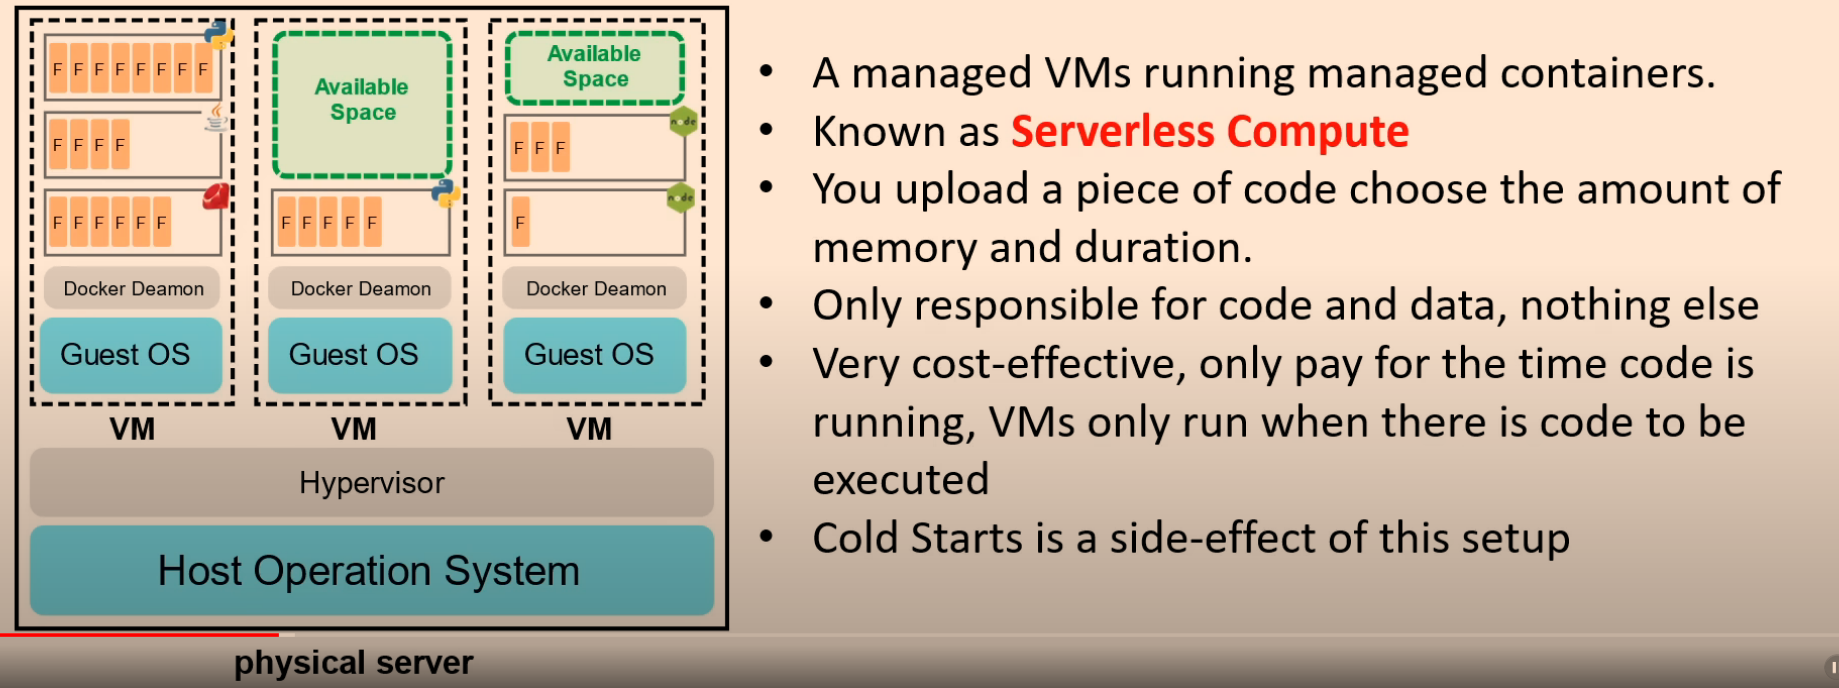 F F F F F F F F
F F F F
F F F F F F
Docker Deamon
Guest OS
VM
Available
Space
F F F F F
Docker Deamon
Guest OS
VM
Available
Space
node
F F F
node
F
Docker Deamon
Guest OS
VM
Hypervisor
Host Operation System
physical server
• A managed VMs running managed containers.
• Known as Serverless Compute
• You upload a piece of code choose the amount of
memory and duration.
• Only responsible for code and data, nothing else
• Very cost-effective, only pay for the time code is
running, VMs only run when there is code to be
executed
• Cold Starts is a side-effect of this setup